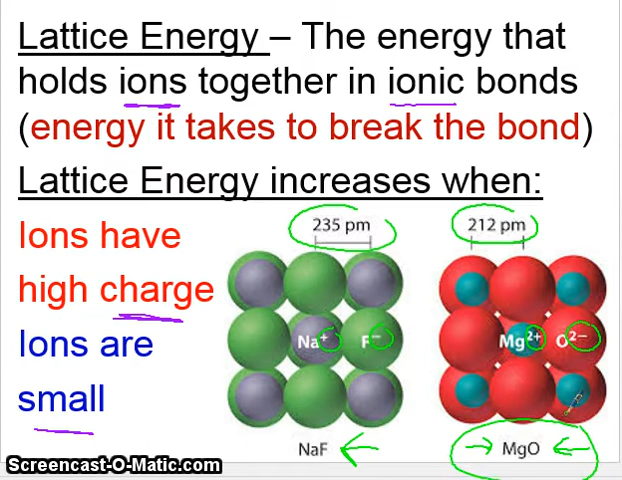 Lattice Energy – The energy that
holds ions together in ionic bonds
(energy it takes to break the bond)
Lattice Energy increases when:
Ions have
high charge
Ions are
small
235 pm
212 pm
Na⁺ F⁻
Mg²⁺ O²⁻
NaF
MgO
Screencast-O-Matic.com